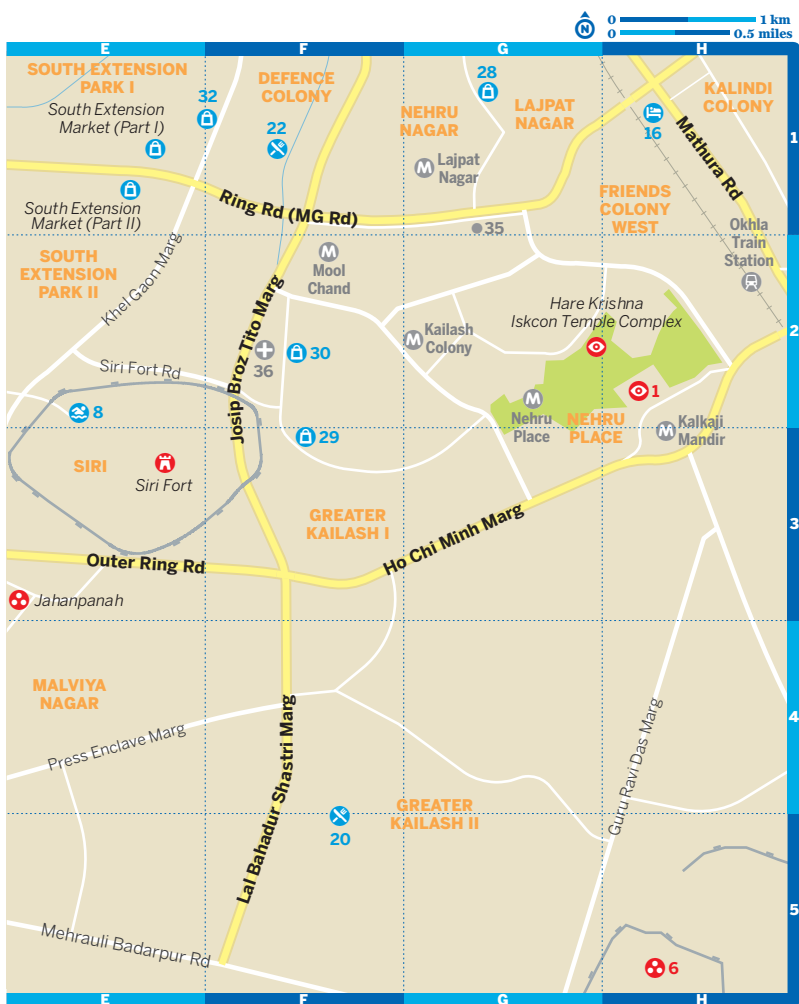 0 1 km
N
0 0.5 miles
E F G H
SOUTH EXTENSION
PARK I
South Extension
Market (Part I)
32
DEFENCE
COLONY
22
28
NEHRU
NAGAR
LAJPAT
NAGAR
16
KALINDI
COLONY
1
Mathura Rd
M Lajpat
Nagar
South Extension
Market (Part II)
Ring Rd (MG Rd)
35
FRIENDS
COLONY
WEST
Okhla
Train
Station
SOUTH
EXTENSION
PARK II
Khel Gaon Marg
M
Mool
Chand
Josip Broz Tito Marg
Hare Krishna
Iskcon Temple Complex
2
M Kailash
Colony
Siri Fort Rd
36
30
8
1
M
Nehru
Place
NEHRU
PLACE
M Kalkaji
Mandir
29
SIRI
Siri Fort
GREATER
KAILASH I
3
Ho Chi Minh Marg
Outer Ring Rd
Jahanpanah
MALVIYA
NAGAR
4
Press Enclave Marg
Lal Bahadur Shastri Marg
Guru Ravi Das Marg
GREATER
KAILASH II
20
5
Mehrauli Badarpur Rd
6
E F G H